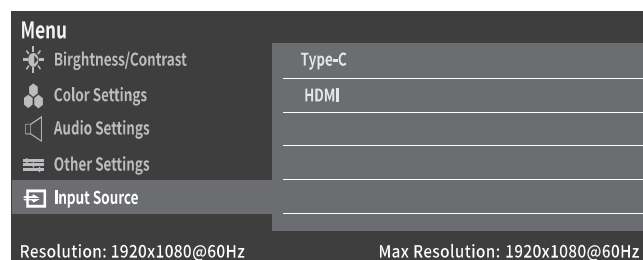 Menu
Birghtness/Contrast
Type-C
Color Settings
HDMI
Audio Settings
Other Settings
Input Source
Resolution: 1920x1080@60Hz
Max Resolution: 1920x1080@60Hz